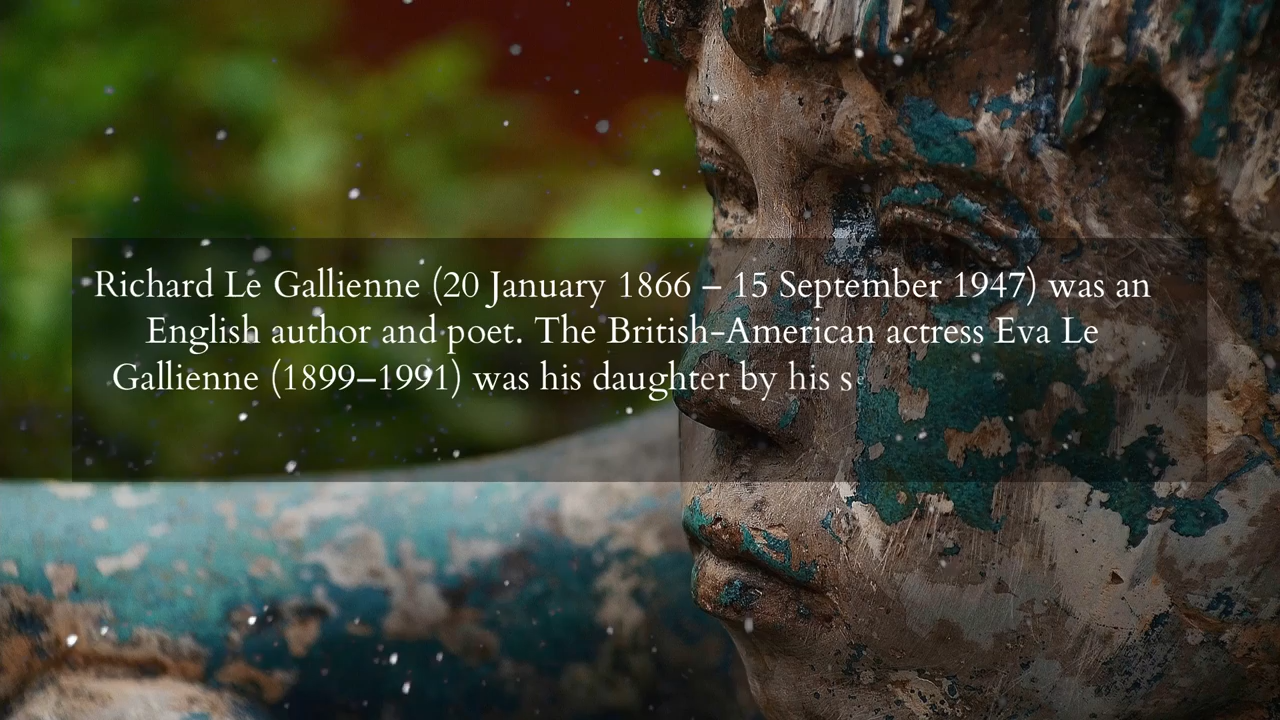 Richard Le Gallienne (20 January 1866 – 15 September 1947) was an
English author and poet. The British-American actress Eva Le
Gallienne (1899–1991) was his daughter by his s